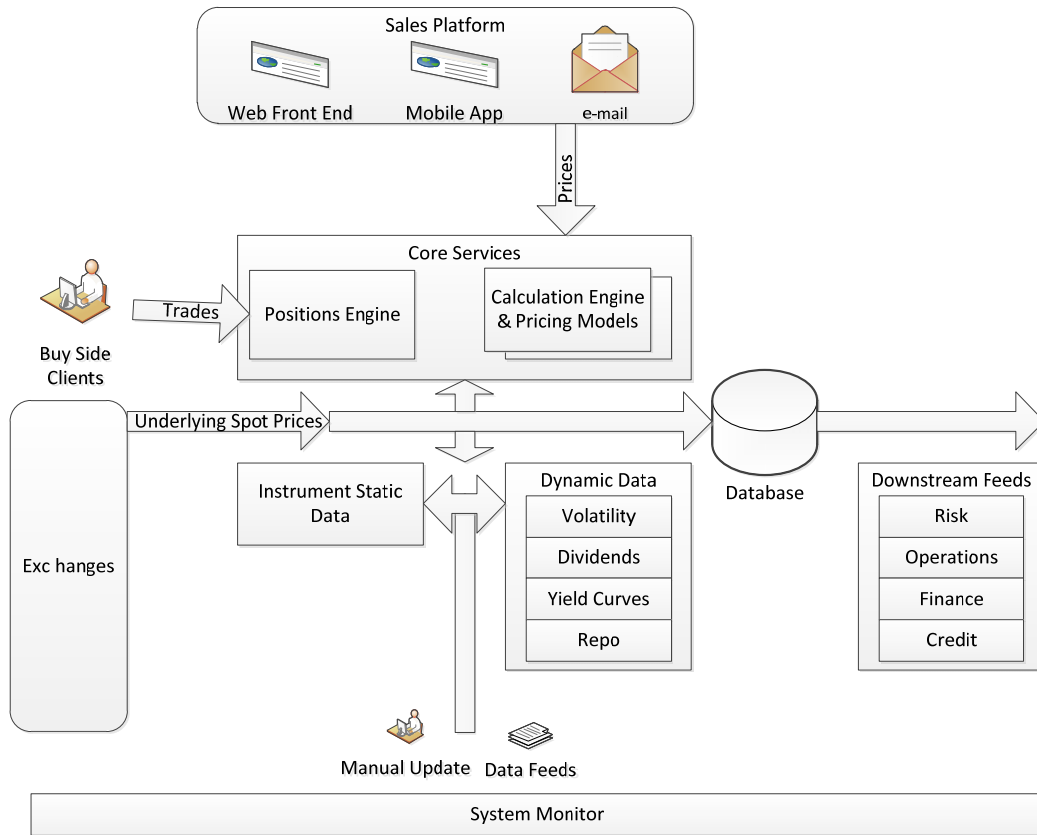 Sales Platform
Web Front End
Mobile App
e-mail
Prices
Core Services
Positions Engine
Calculation Engine
& Pricing Models
Trades
Buy Side
Clients
Underlying Spot Prices
Database
Exc hanges
Instrument Static
Data
Dynamic Data
Volatility
Dividends
Yield Curves
Repo
Downstream Feeds
Risk
Operations
Finance
Credit
Manual Update
Data Feeds
System Monitor